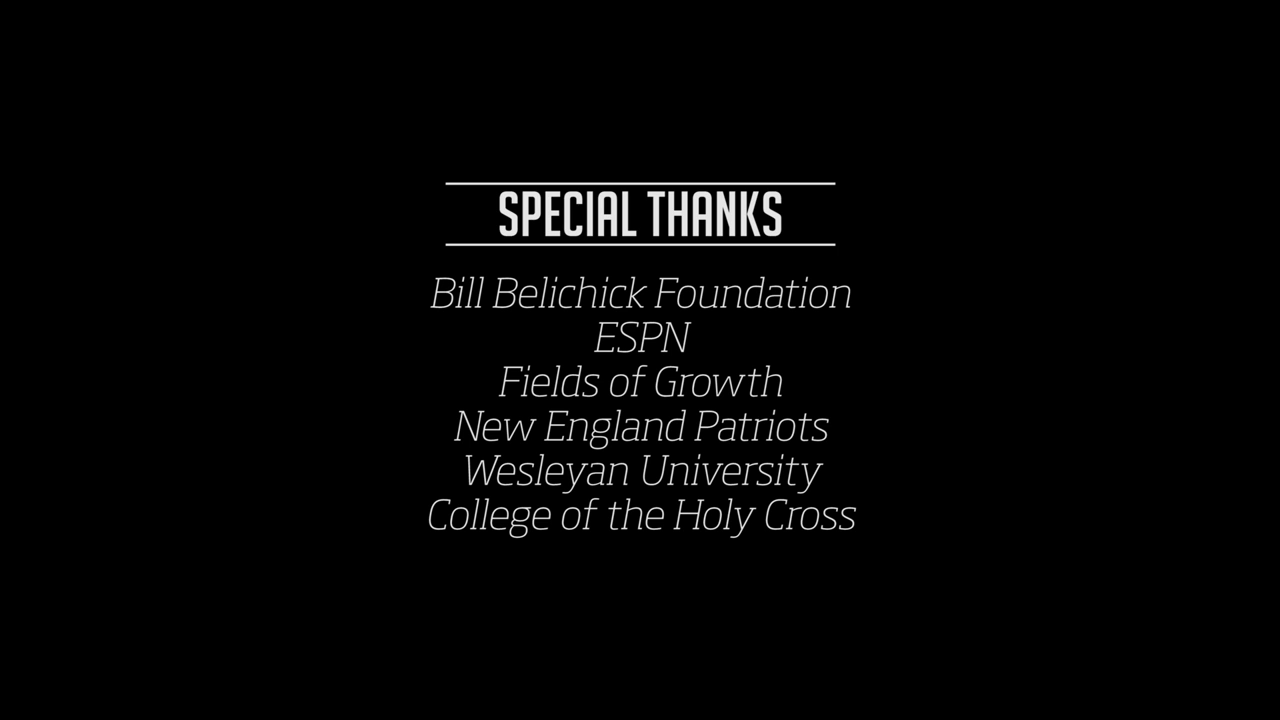 SPECIAL THANKS
Bill Belichick Foundation
ESPN
Fields of Growth
New England Patriots
Wesleyan University
College of the Holy Cross